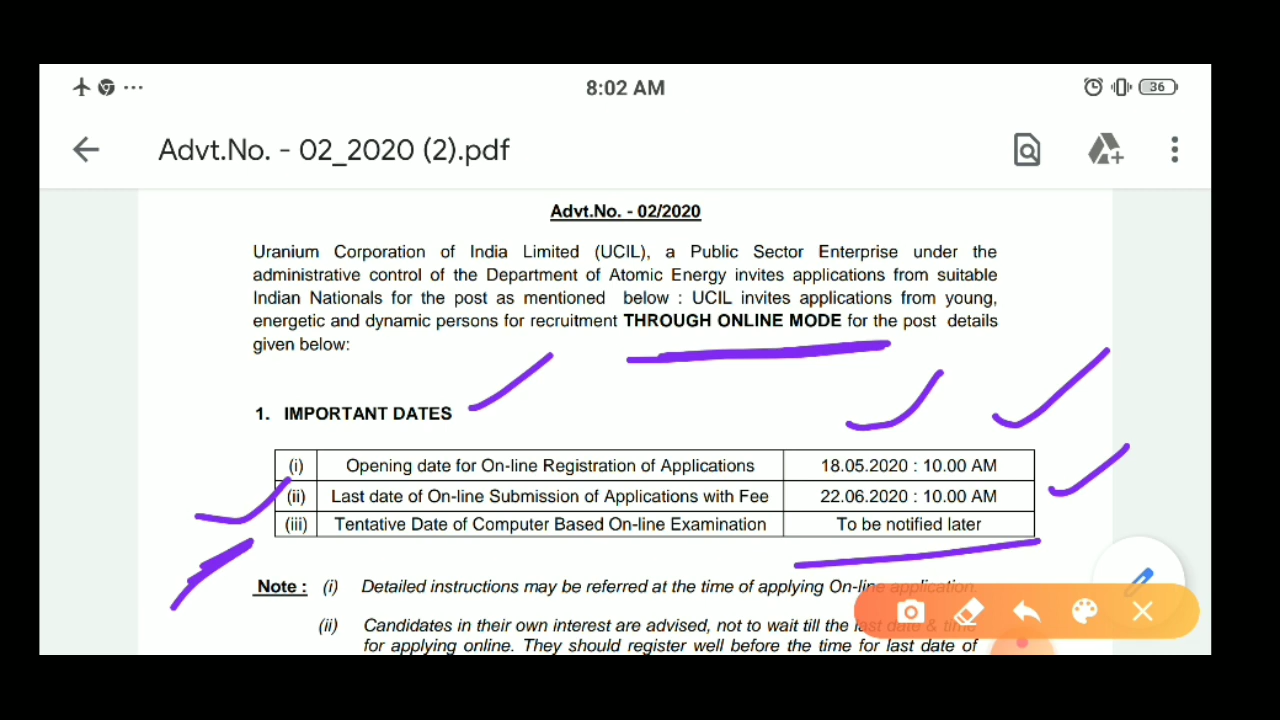 8:02 AM
36
Advt.No. - 02_2020 (2).pdf
Advt.No. - 02/2020
Uranium Corporation of India Limited (UCIL), a Public Sector Enterprise under the
administrative control of the Department of Atomic Energy invites applications from suitable
Indian Nationals for the post as mentioned below : UCIL invites applications from young,
energetic and dynamic persons for recruitment THROUGH ONLINE MODE for the post details
given below:
1. IMPORTANT DATES
(i) Opening date for On-line Registration of Applications 18.05.2020 : 10.00 AM
(ii) Last date of On-line Submission of Applications with Fee 22.06.2020 : 10.00 AM
(iii) Tentative Date of Computer Based On-line Examination To be notified later
Note : (i) Detailed instructions may be referred at the time of applying On-line application.
(ii) Candidates in their own interest are advised, not to wait till the last date & time
for applying online. They should register well before the time for last date of